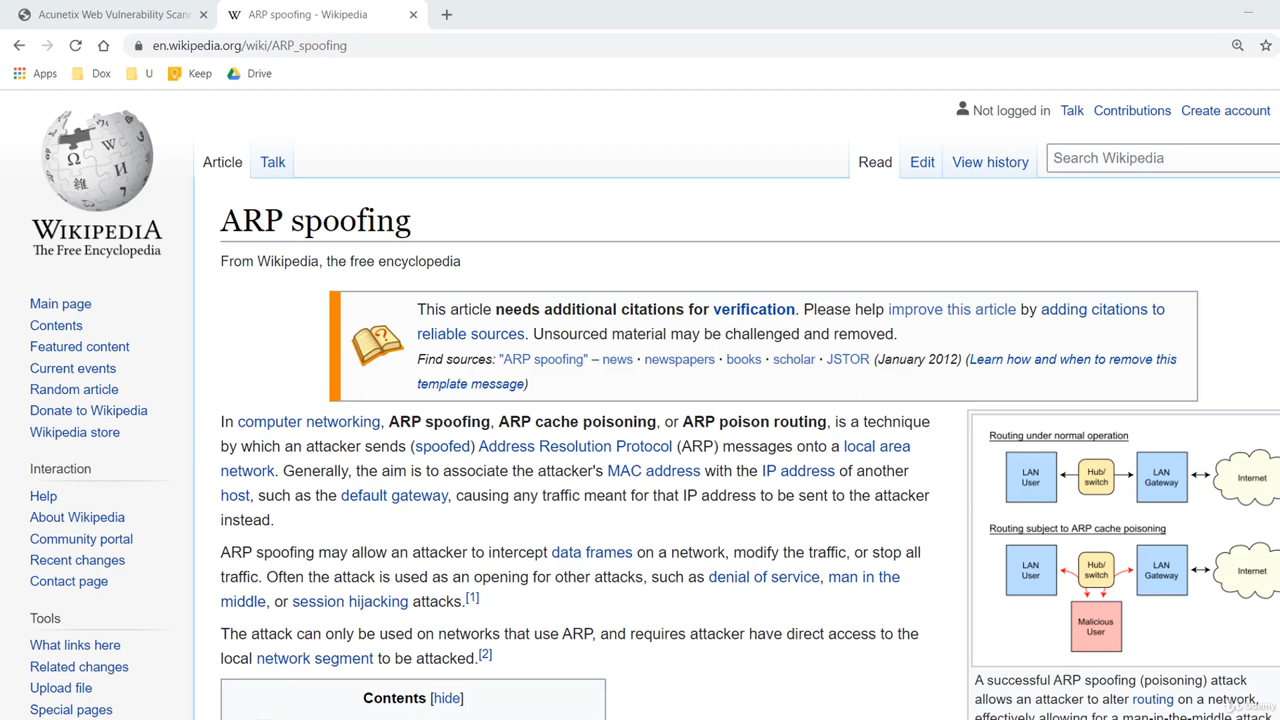 Acunetix Web Vulnerability Scann
ARP spoofing - Wikipedia
en.wikipedia.org/wiki/ARP_spoofing
Apps Dox U Keep Drive
Not logged in Talk Contributions Create account
Article Talk Read Edit View history Search Wikipedia
WIKIPEDIA
The Free Encyclopedia
ARP spoofing
From Wikipedia, the free encyclopedia
This article needs additional citations for verification. Please help improve this article by adding citations to
reliable sources. Unsourced material may be challenged and removed.
Find sources: "ARP spoofing" – news · newspapers · books · scholar · JSTOR (January 2012) (Learn how and when to remove this
template message)
Main page
Contents
Featured content
Current events
Random article
Donate to Wikipedia
Wikipedia store
Interaction
Help
About Wikipedia
Community portal
Recent changes
Contact page
Tools
What links here
Related changes
Upload file
Special pages
In computer networking, ARP spoofing, ARP cache poisoning, or ARP poison routing, is a technique
by which an attacker sends (spoofed) Address Resolution Protocol (ARP) messages onto a local area
network. Generally, the aim is to associate the attacker's MAC address with the IP address of another
host, such as the default gateway, causing any traffic meant for that IP address to be sent to the attacker
instead.
ARP spoofing may allow an attacker to intercept data frames on a network, modify the traffic, or stop all
traffic. Often the attack is used as an opening for other attacks, such as denial of service, man in the
middle, or session hijacking attacks.[1]
The attack can only be used on networks that use ARP, and requires attacker have direct access to the
local network segment to be attacked.[2]
Contents [hide]
Routing under normal operation
LAN
User
Hub/
switch
LAN
Gateway
Internet
Routing subject to ARP cache poisoning
LAN
User
Hub/
switch
LAN
Gateway
Internet
Malicious
User
A successful ARP spoofing (poisoning) attack
allows an attacker to alter routing on a network,
effectively allowing for a man-in-the-middle attack
Udemy